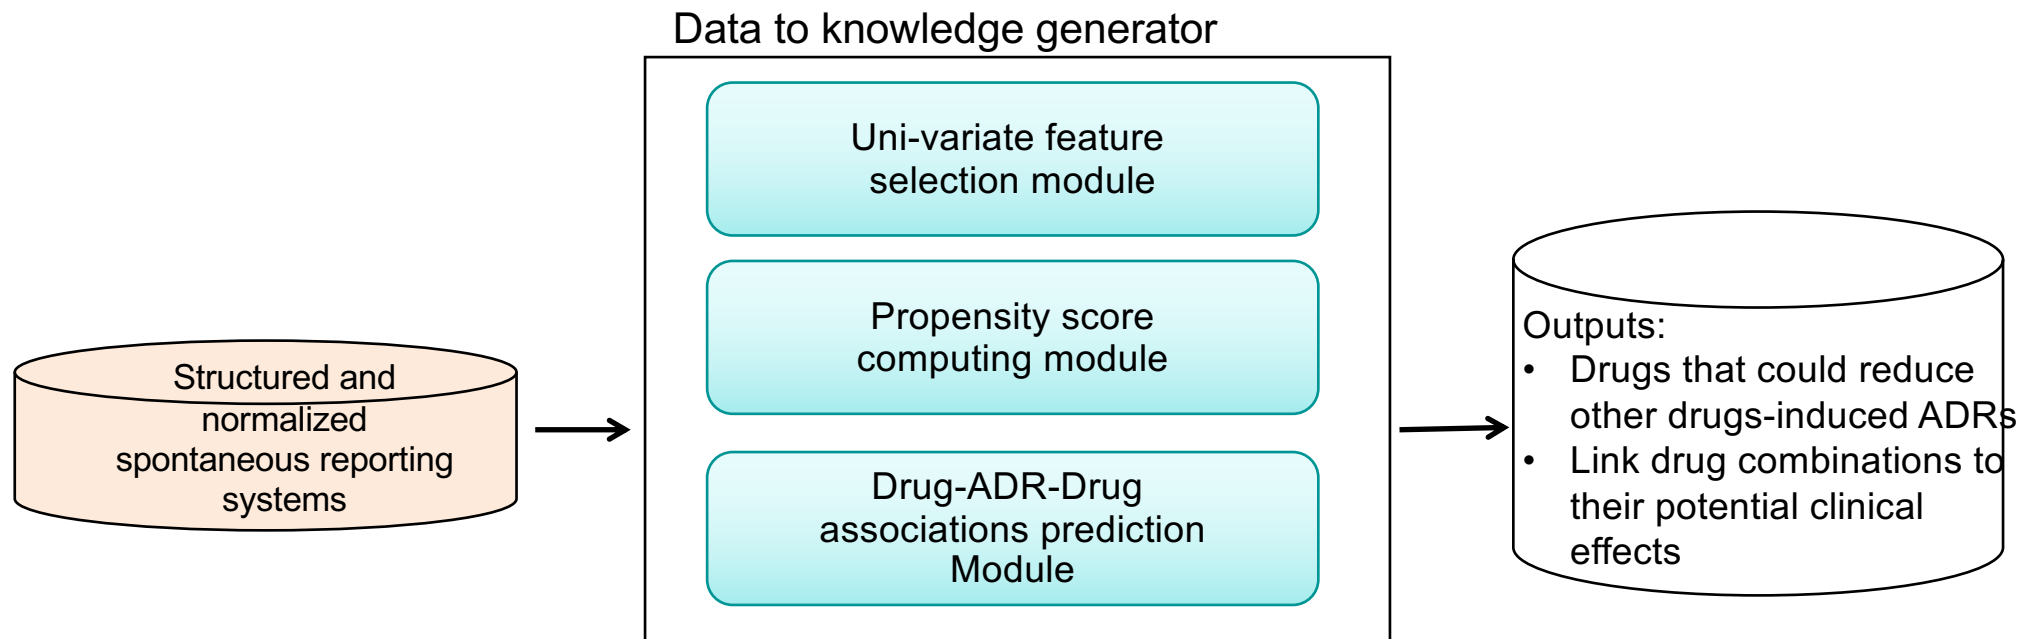 Data to knowledge generator
Uni-variate feature
selection module
Propensity score
computing module
Drug-ADR-Drug
associations prediction
Module
Structured and
normalized
spontaneous reporting
systems
Outputs:
• Drugs that could reduce
other drugs-induced ADRs
• Link drug combinations to
their potential clinical
effects